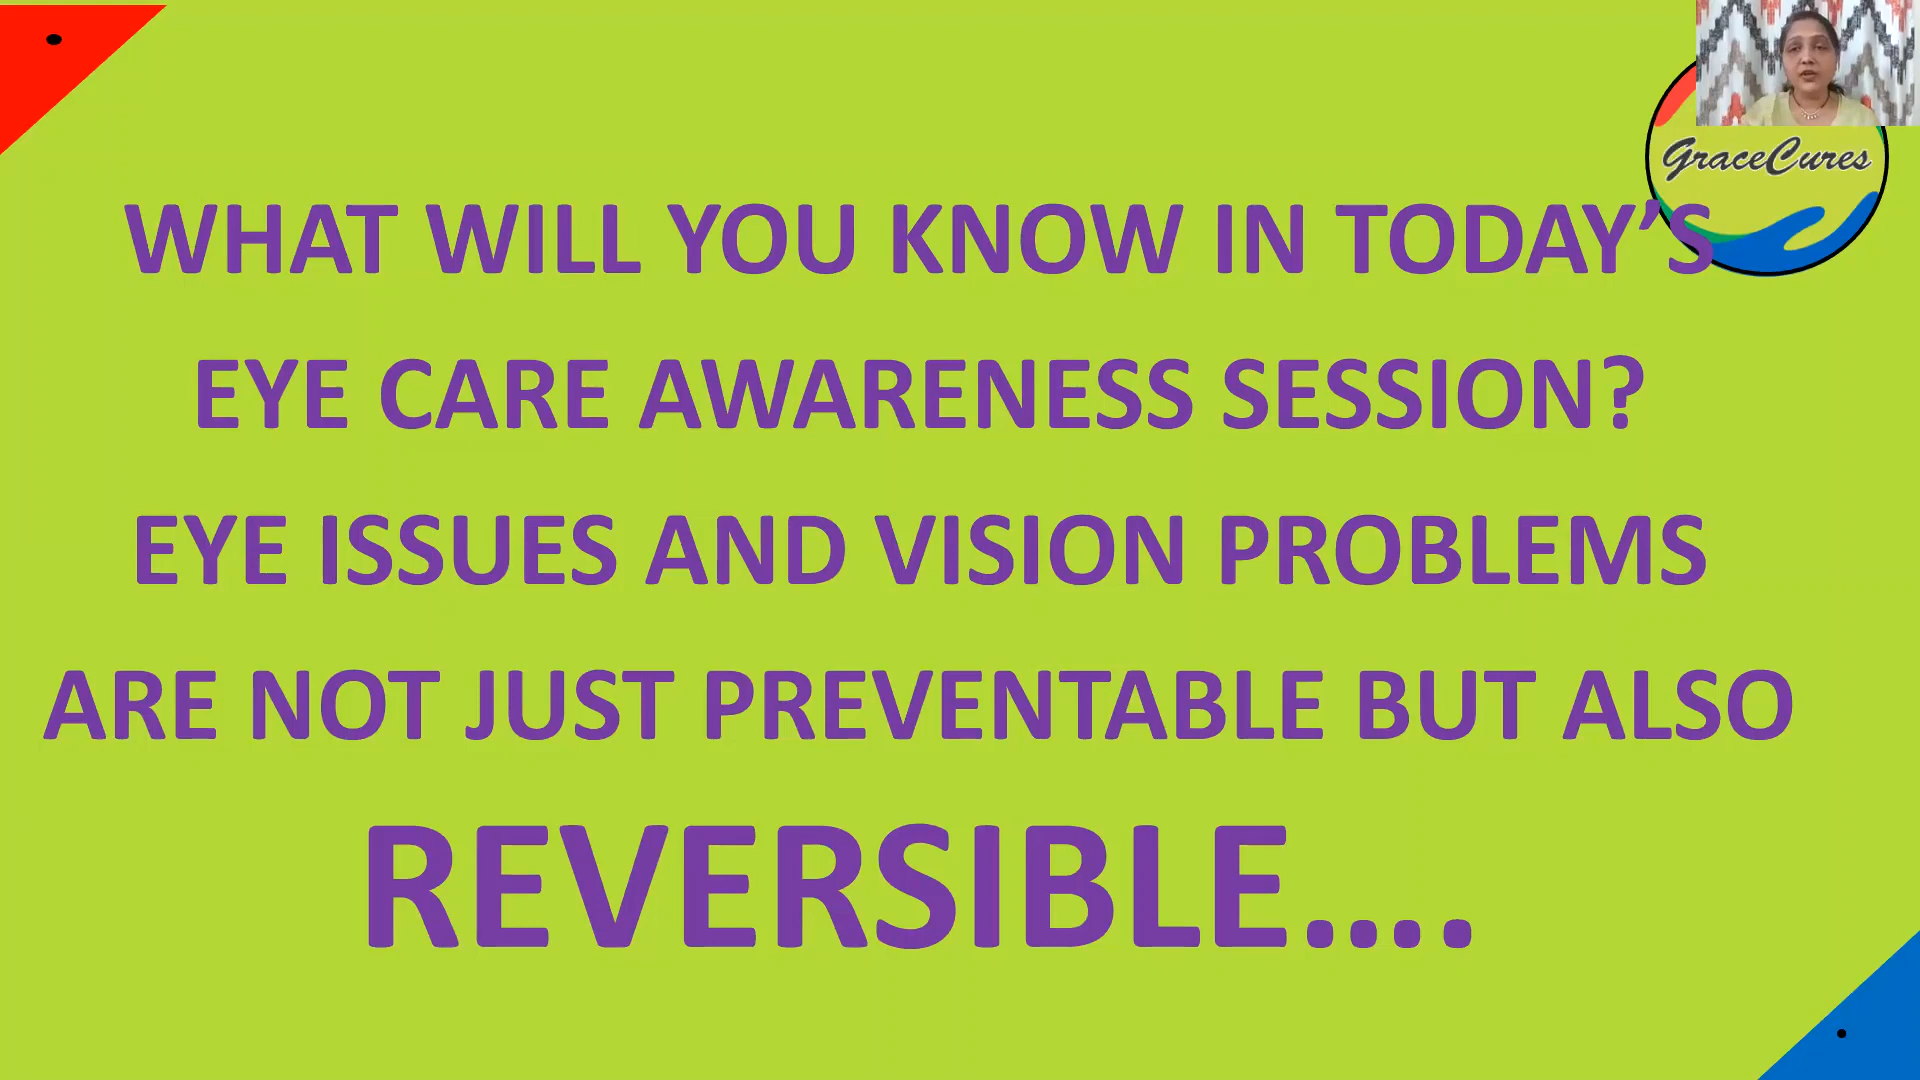 GraceCures
WHAT WILL YOU KNOW IN TODAY’S
EYE CARE AWARENESS SESSION?
EYE ISSUES AND VISION PROBLEMS
ARE NOT JUST PREVENTABLE BUT ALSO
REVERSIBLE....